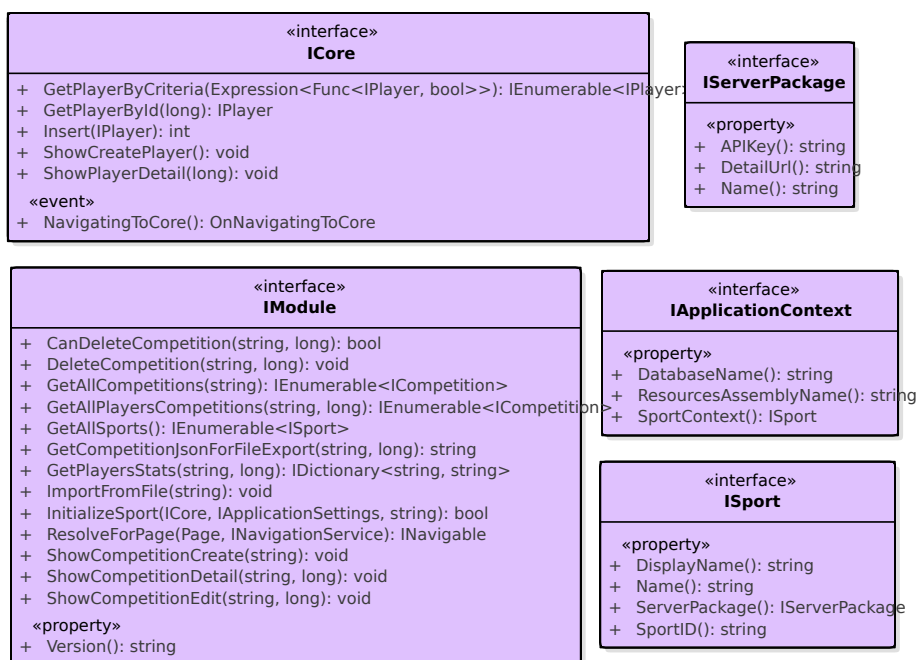 «interface»
ICore
+ GetPlayerByCriteria(Expression<Func<IPlayer, bool>>): IEnumerable<IPlayer>
+ GetPlayerById(long): IPlayer
+ Insert(IPlayer): int
+ ShowCreatePlayer(): void
+ ShowPlayerDetail(long): void
«event»
+ NavigatingToCore(): OnNavigatingToCore
«interface»
IServerPackage
«property»
+ APIKey(): string
+ DetailUrl(): string
+ Name(): string
«interface»
IModule
+ CanDeleteCompetition(string, long): bool
+ DeleteCompetition(string, long): void
+ GetAllCompetitions(string): IEnumerable<ICompetition>
+ GetAllPlayersCompetitions(string, long): IEnumerable<ICompetition>
+ GetAllSports(): IEnumerable<ISport>
+ GetCompetitionJsonForFileExport(string, long): string
+ GetPlayersStats(string, long): IDictionary<string, string>
+ ImportFromFile(string): void
+ InitializeSport(ICore, IApplicationSettings, string): bool
+ ResolveForPage(Page, INavigationService): INavigable
+ ShowCompetitionCreate(string): void
+ ShowCompetitionDetail(string, long): void
+ ShowCompetitionEdit(string, long): void
«property»
+ Version(): string
«interface»
IApplicationContext
«property»
+ DatabaseName(): string
+ ResourcesAssemblyName(): string
+ SportContext(): ISport
«interface»
ISport
«property»
+ DisplayName(): string
+ Name(): string
+ ServerPackage(): IServerPackage
+ SportID(): string